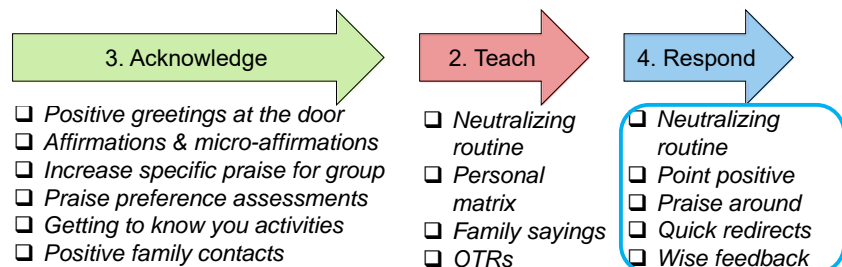 3. Acknowledge
❑ Positive greetings at the door
❑ Affirmations & micro-affirmations
❑ Increase specific praise for group
❑ Praise preference assessments
❑ Getting to know you activities
❑ Positive family contacts
2. Teach
❑ Neutralizing
routine
❑ Personal
matrix
❑ Family sayings
❑ OTRs
4. Respond
❑ Neutralizing
routine
❑ Point positive
❑ Praise around
❑ Quick redirects
❑ Wise feedback